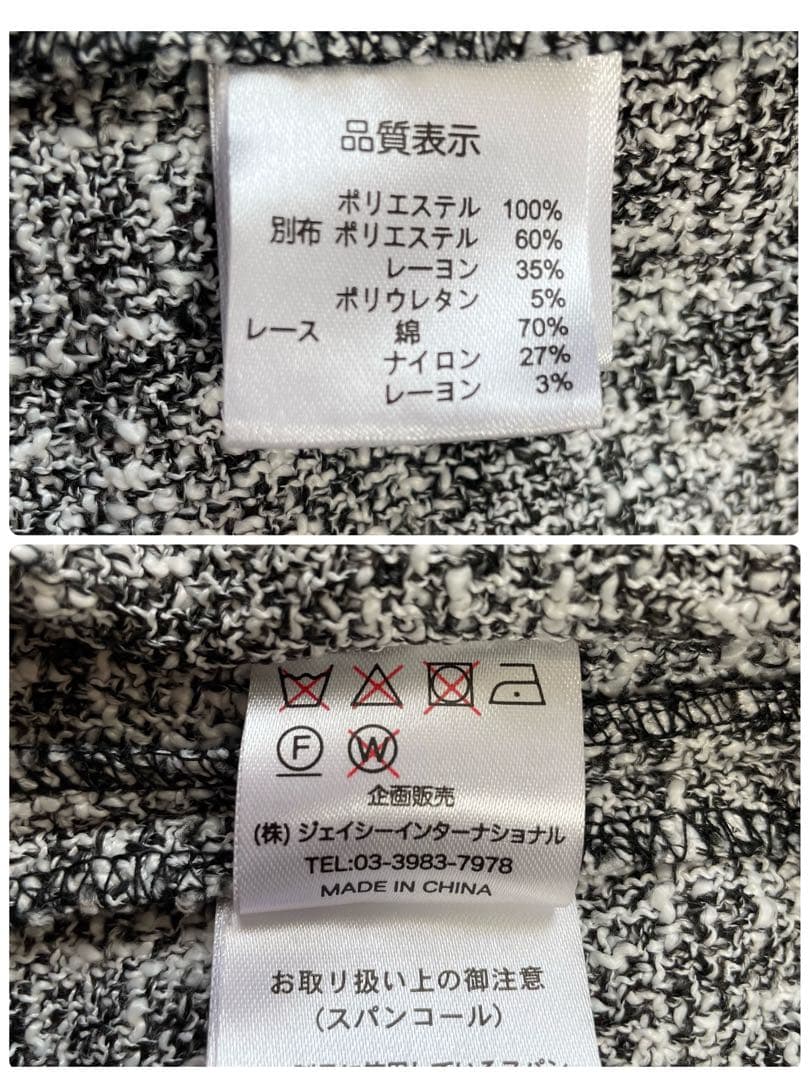 品質表示
ポリエステル 100%
別布 ポリエステル 60%
レーヨン 35%
ポリウレタン 5%
レース 綿 70%
ナイロン 27%
レーヨン 3%
F W
企画販売
(株) ジェイシーインターナショナル
TEL:03-3983-7978
MADE IN CHINA
お取り扱い上の御注意
(スパンコール)